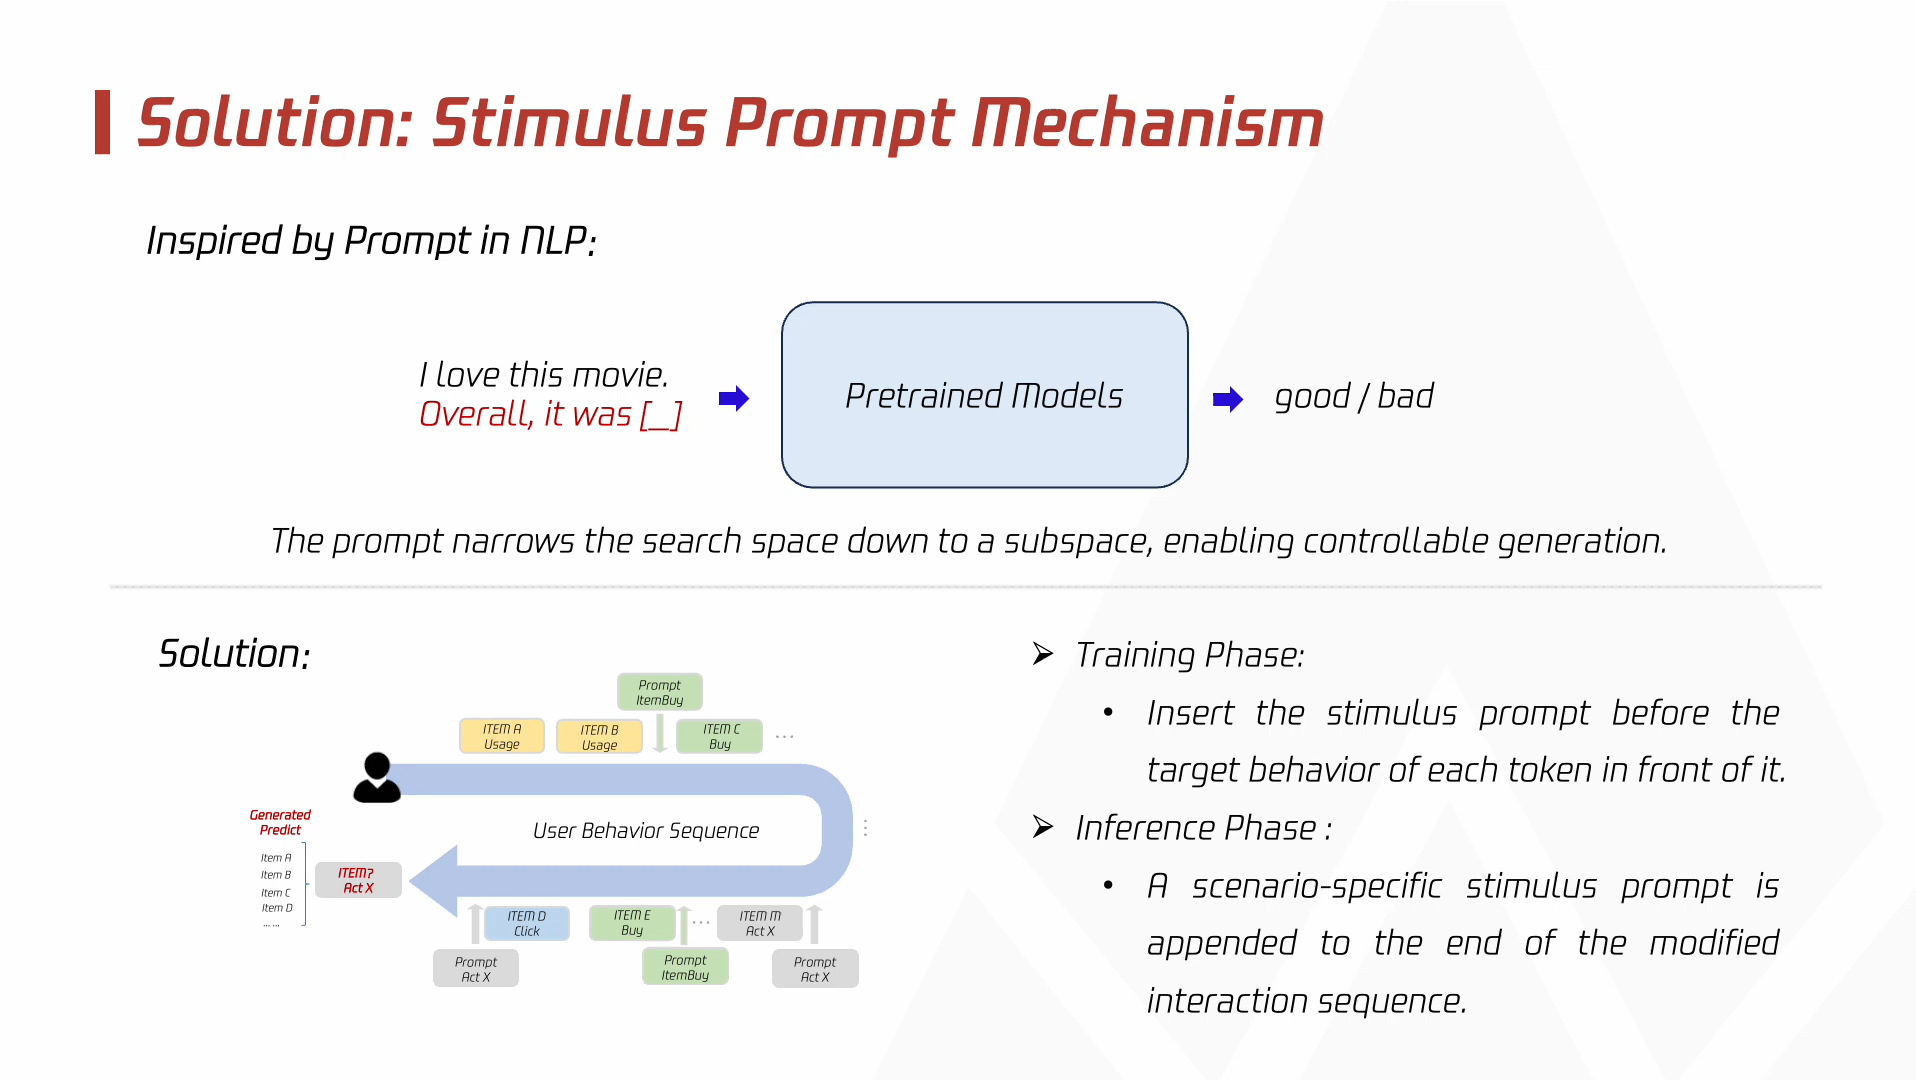 Solution: Stimulus Prompt Mechanism
Inspired by Prompt in NLP:
I love this movie.
Overall, it was [_]
Pretrained Models
good / bad
The prompt narrows the search space down to a subspace, enabling controllable generation.
Solution:
Prompt
ItemBuy
ITEM A
Usage
ITEM B
Usage
ITEM C
Buy
...
User Behavior Sequence
...
Generated
Predict
Item A
Item B
Item C
Item D
... ...
ITEM?
Act X
ITEM D
Click
ITEM E
Buy
...
ITEM M
Act X
Prompt
Act X
Prompt
ItemBuy
Prompt
Act X
➢ Training Phase:
• Insert the stimulus prompt before the
target behavior of each token in front of it.
➢ Inference Phase :
• A scenario-specific stimulus prompt is
appended to the end of the modified
interaction sequence.